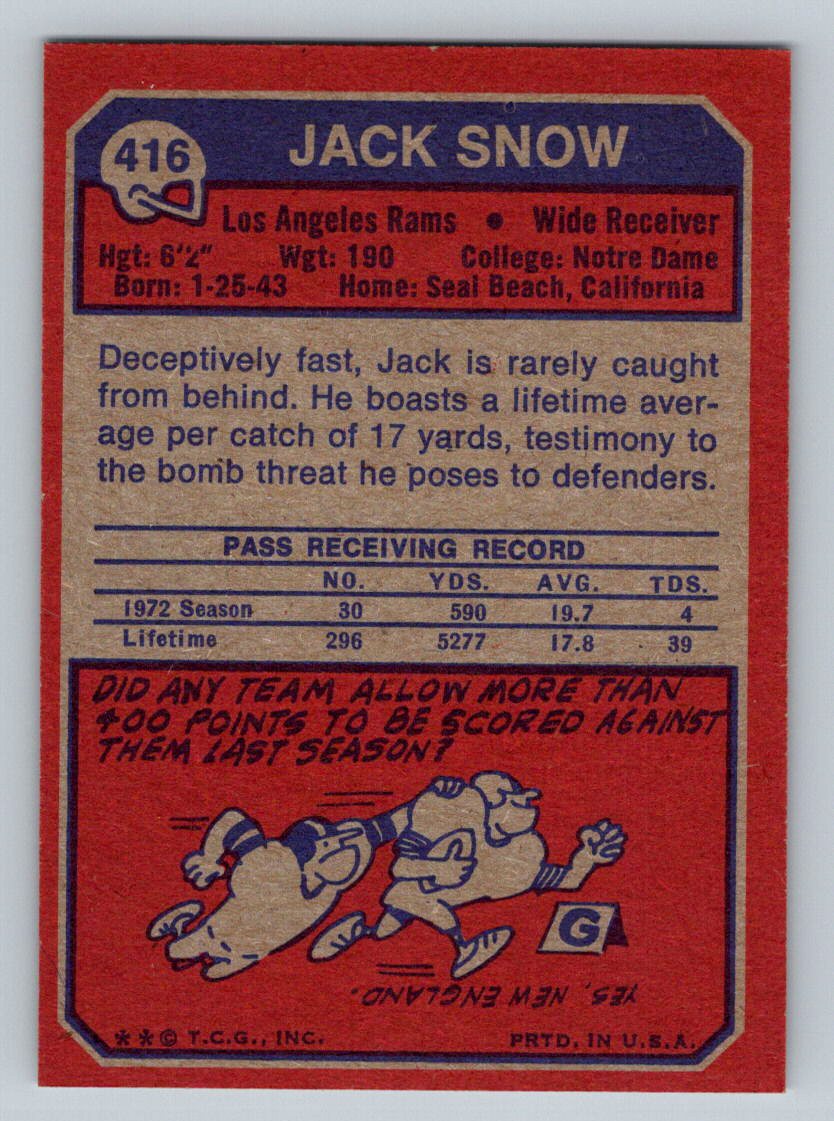 416
JACK SNOW
Los Angeles Rams • Wide Receiver
Hgt: 6'2" Wgt: 190 College: Notre Dame
Born: 1-25-43 Home: Seal Beach, California
Deceptively fast, Jack is rarely caught
from behind. He boasts a lifetime aver-
age per catch of 17 yards, testimony to
the bomb threat he poses to defenders.
PASS RECEIVING RECORD
NO. YDS. AVG. TDS.
1972 Season 30 590 19.7 4
Lifetime 296 5277 17.8 39
DID ANY TEAM ALLOW MORE THAN
400 POINTS TO BE SCORED AGAINST
THEM LAST SEASON?
G
YES, NEW ENGLAND.
**© T.C.G., INC. PRTD. IN U.S.A.